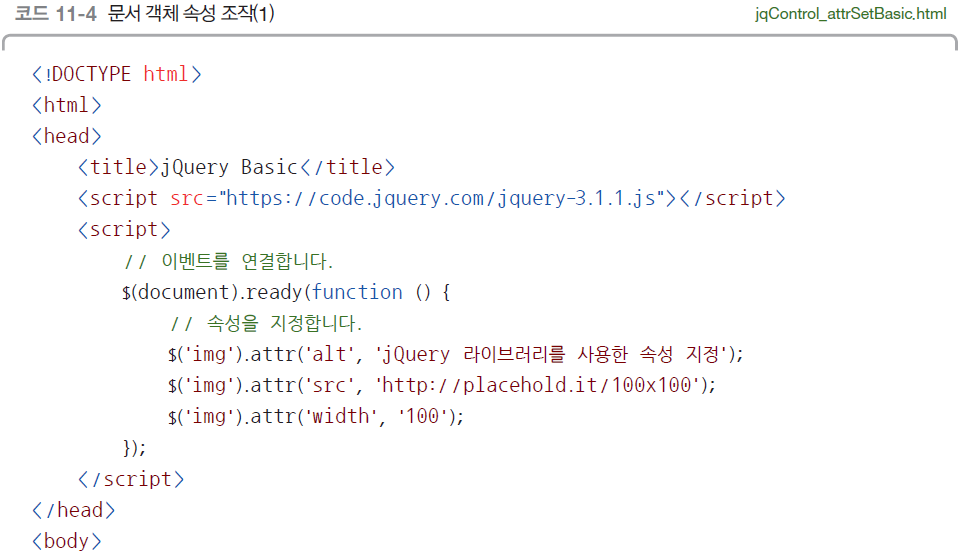 코드 11-4 문서 객체 속성 조작(1) jqControl_attrSetBasic.html
<!DOCTYPE html>
<html>
<head>
    <title>jQuery Basic</title>
    <script src="https://code.jquery.com/jquery-3.1.1.js"></script>
    <script>
        // 이벤트를 연결합니다.
        $(document).ready(function () {
            // 속성을 지정합니다.
            $('img').attr('alt', 'jQuery 라이브러리를 사용한 속성 지정');
            $('img').attr('src', 'http://placehold.it/100x100');
            $('img').attr('width', '100');
        });
    </script>
</head>
<body>